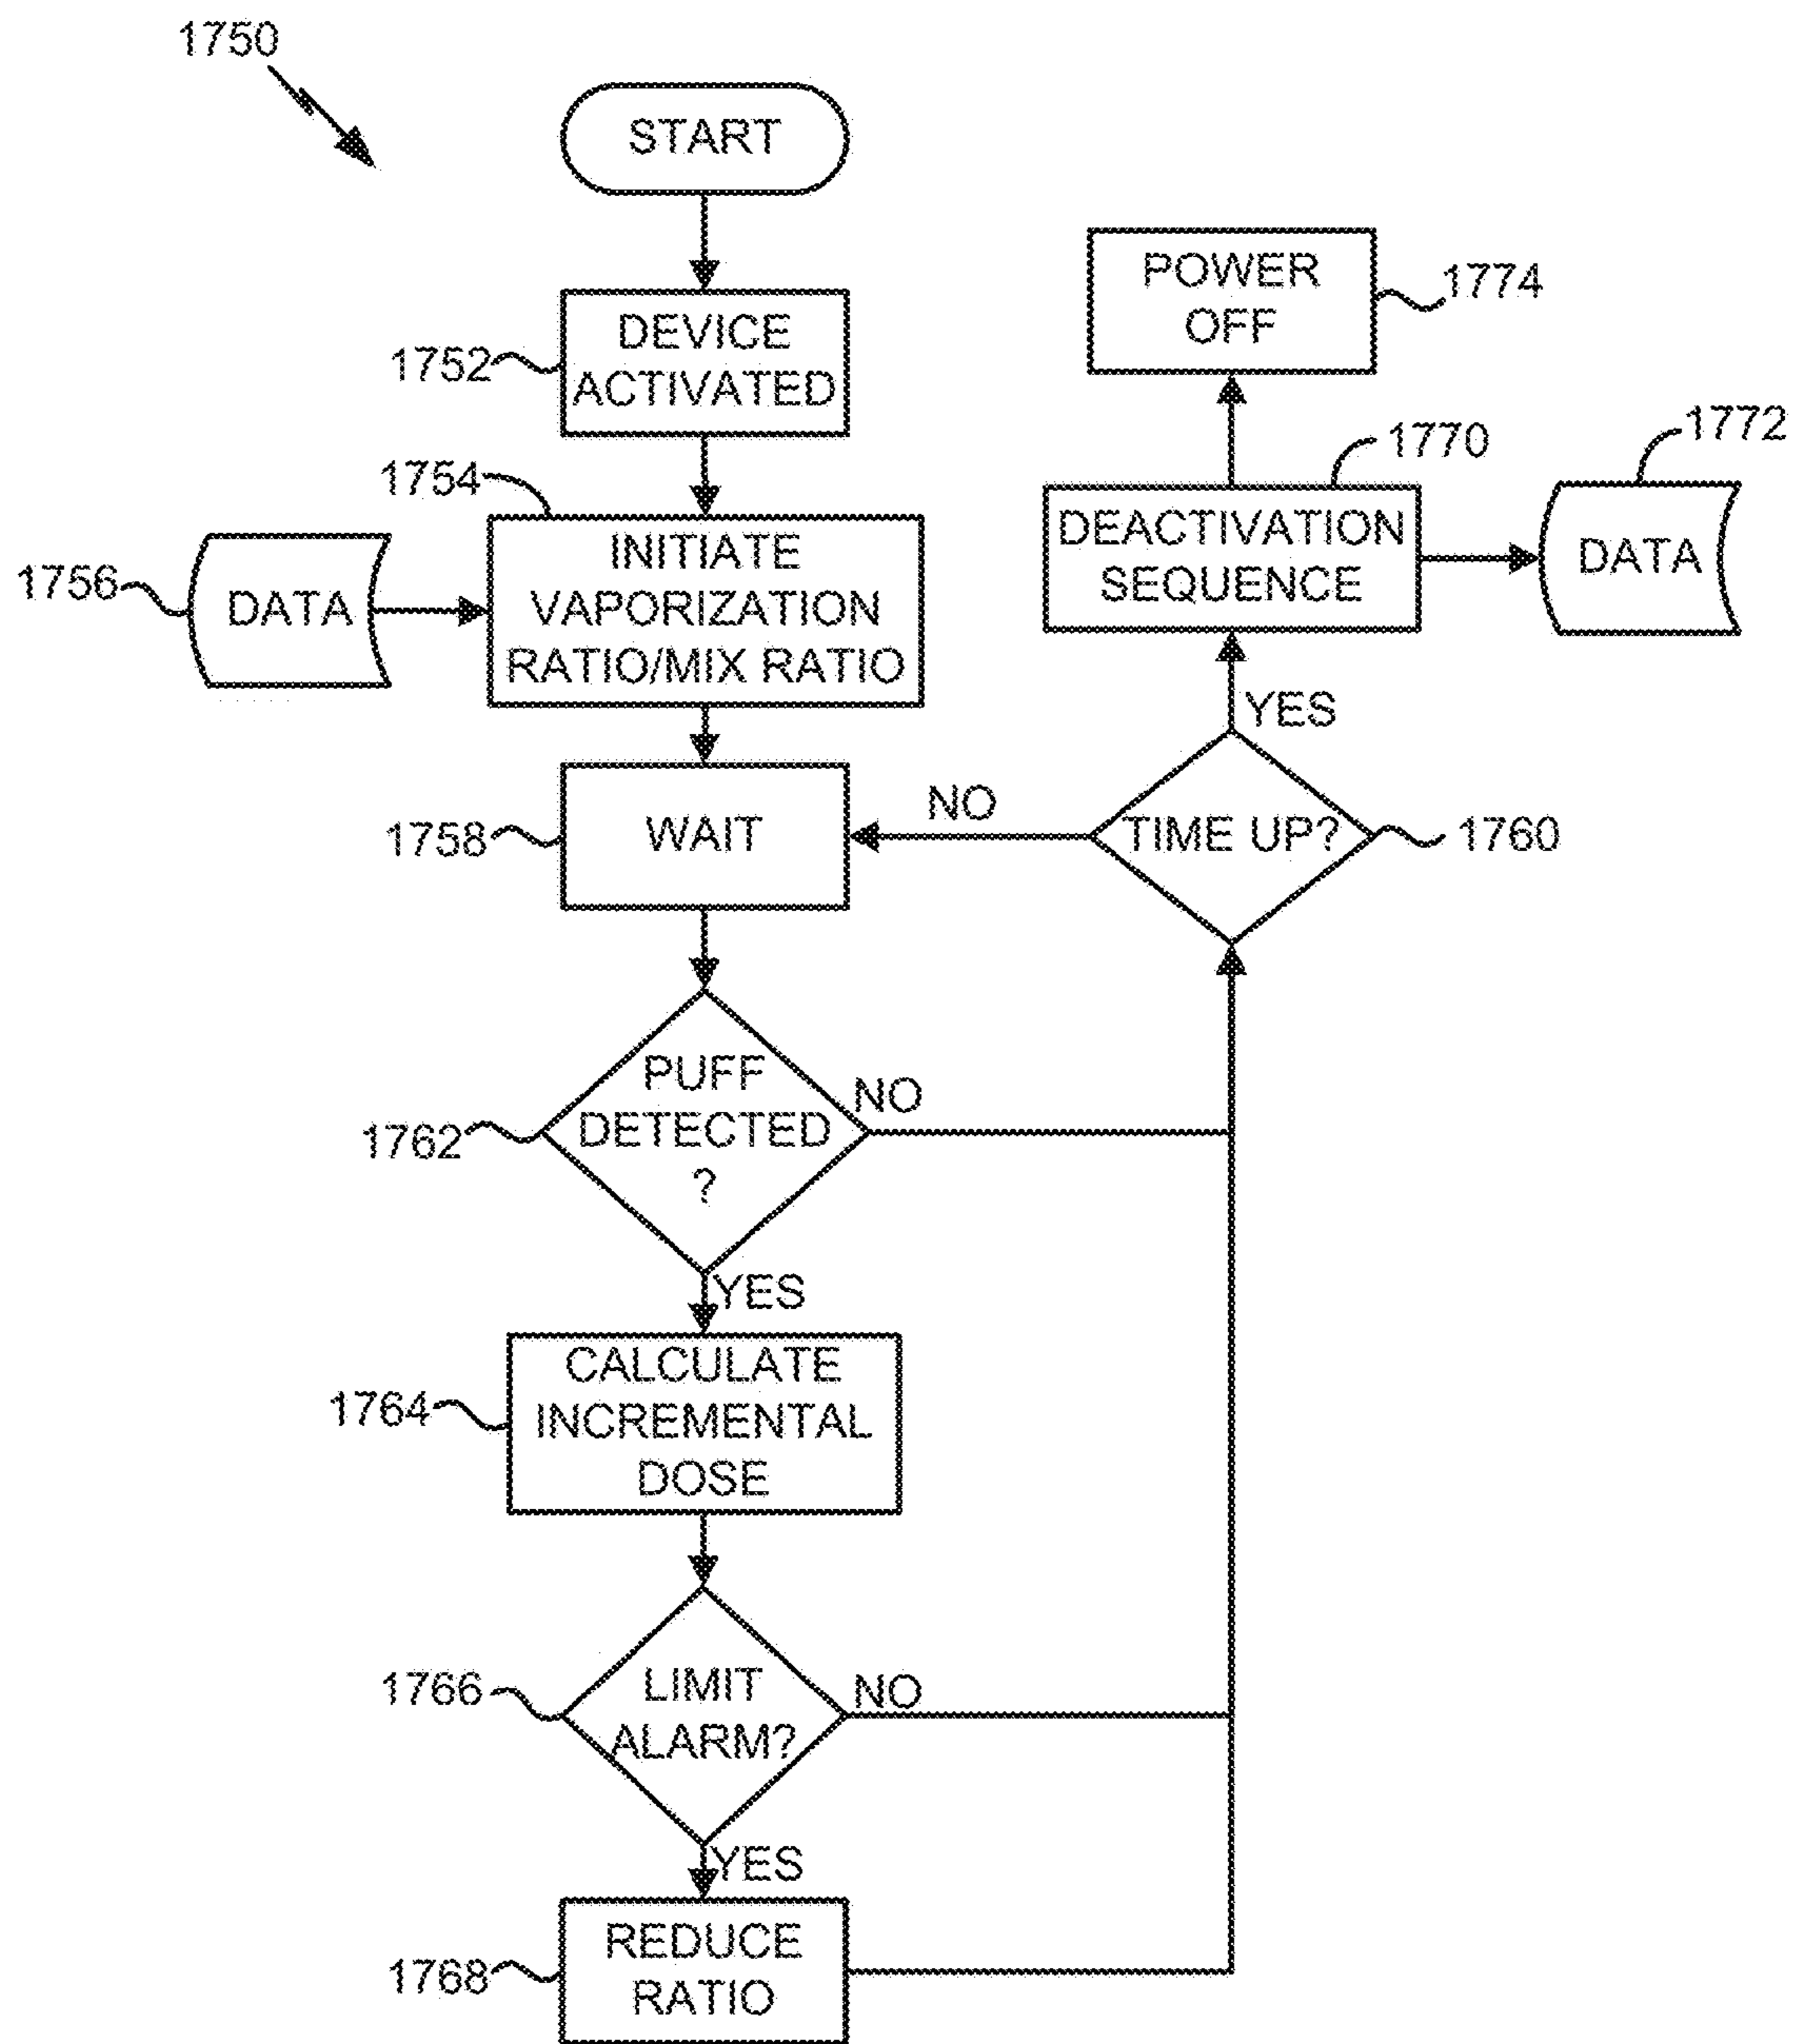 1750
START
1752
DEVICE
ACTIVATED
1754
INITIATE
VAPORIZATION
RATIO/MIX RATIO
1756
DATA
1758
WAIT
1762
PUFF
DETECTED
?
NO
YES
1764
CALCULATE
INCREMENTAL
DOSE
1766
LIMIT
ALARM?
NO
YES
1768
REDUCE
RATIO
POWER
OFF
1774
1770
DEACTIVATION
SEQUENCE
1772
DATA
YES
NO
TIME UP?
1760